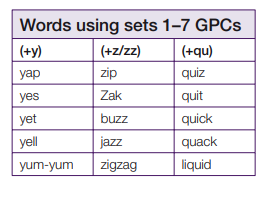 Words using sets 1–7 GPCs
(+y) (+z/zz) (+qu)
yap zip quiz
yes Zak quit
yet buzz quick
yell jazz quack
yum-yum zigzag liquid